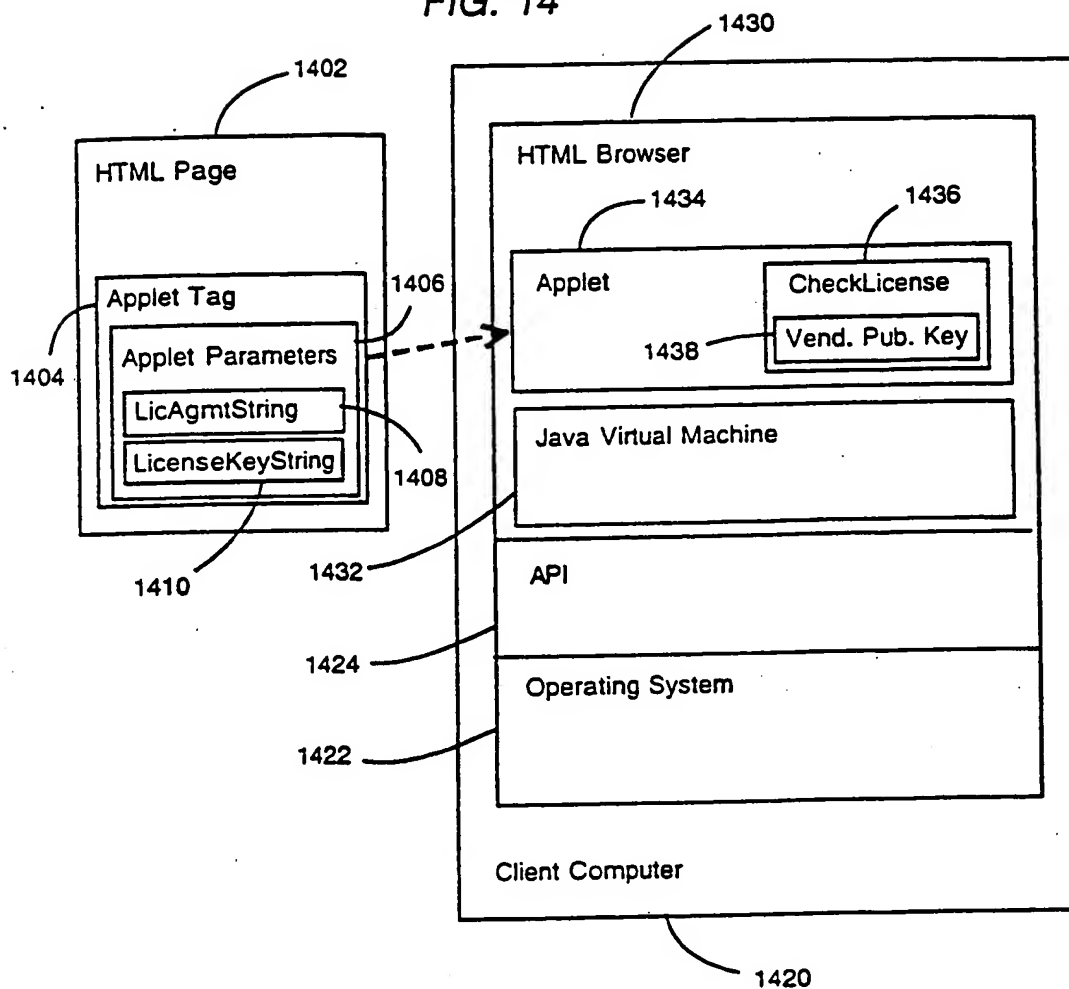 FIG. 14
1430
1402
HTML Page
HTML Browser
1434
1436
Applet
CheckLicense
1438
Vend. Pub. Key
1406
Applet Tag
Applet Parameters
1404
LicAgmtString
LicenseKeyString
1408
1410
Java Virtual Machine
1432
API
1424
Operating System
1422
Client Computer
1420